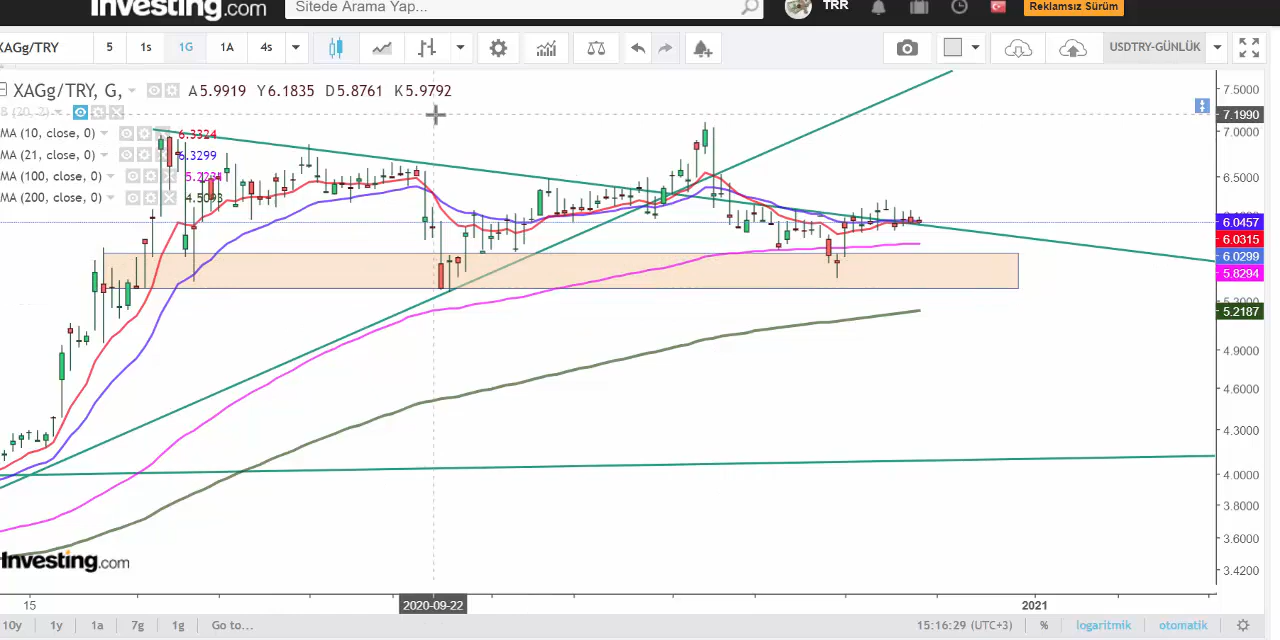 Investing.com Sitede Arama Yap... TRR Reklamsız Sürüm
XAGg/TRY 5 1s 1G 1A 4s USDTRY-GÜNLÜK
XAGg/TRY, G, A5.9919 Y6.1835 D5.8761 K5.9792
(20, 2)
MA (10, close, 0) 6.3324
MA (21, close, 0) 6.3299
MA (100, close, 0) 5.2231
MA (200, close, 0) 4.5093
7.5000
7.1990
7.0000
6.5000
6.0457
6.0315
6.0299
5.8294
5.2000
5.2187
4.9000
4.6000
4.3000
4.0000
3.8000
3.6000
3.4200
Investing.com
15 2020-09-22 2021
10y 1y 1a 7g 1g Go to... 15:16:29 (UTC+3) % logaritmik otomatik